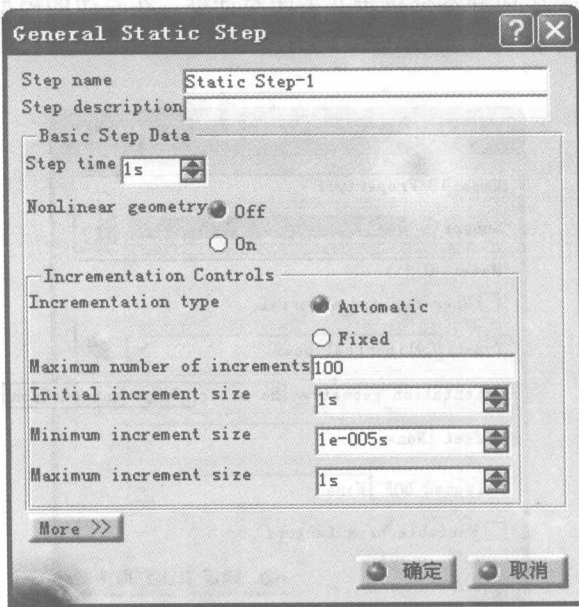 General Static Step
Step name Static Step-1
Step description
Basic Step Data
Step time 1s
Nonlinear geometry Off
On
Incrementation Controls
Incrementation type Automatic
Fixed
Maximum number of increments 100
Initial increment size 1s
Minimum increment size 1e-005s
Maximum increment size 1s
More >>
确定 取消